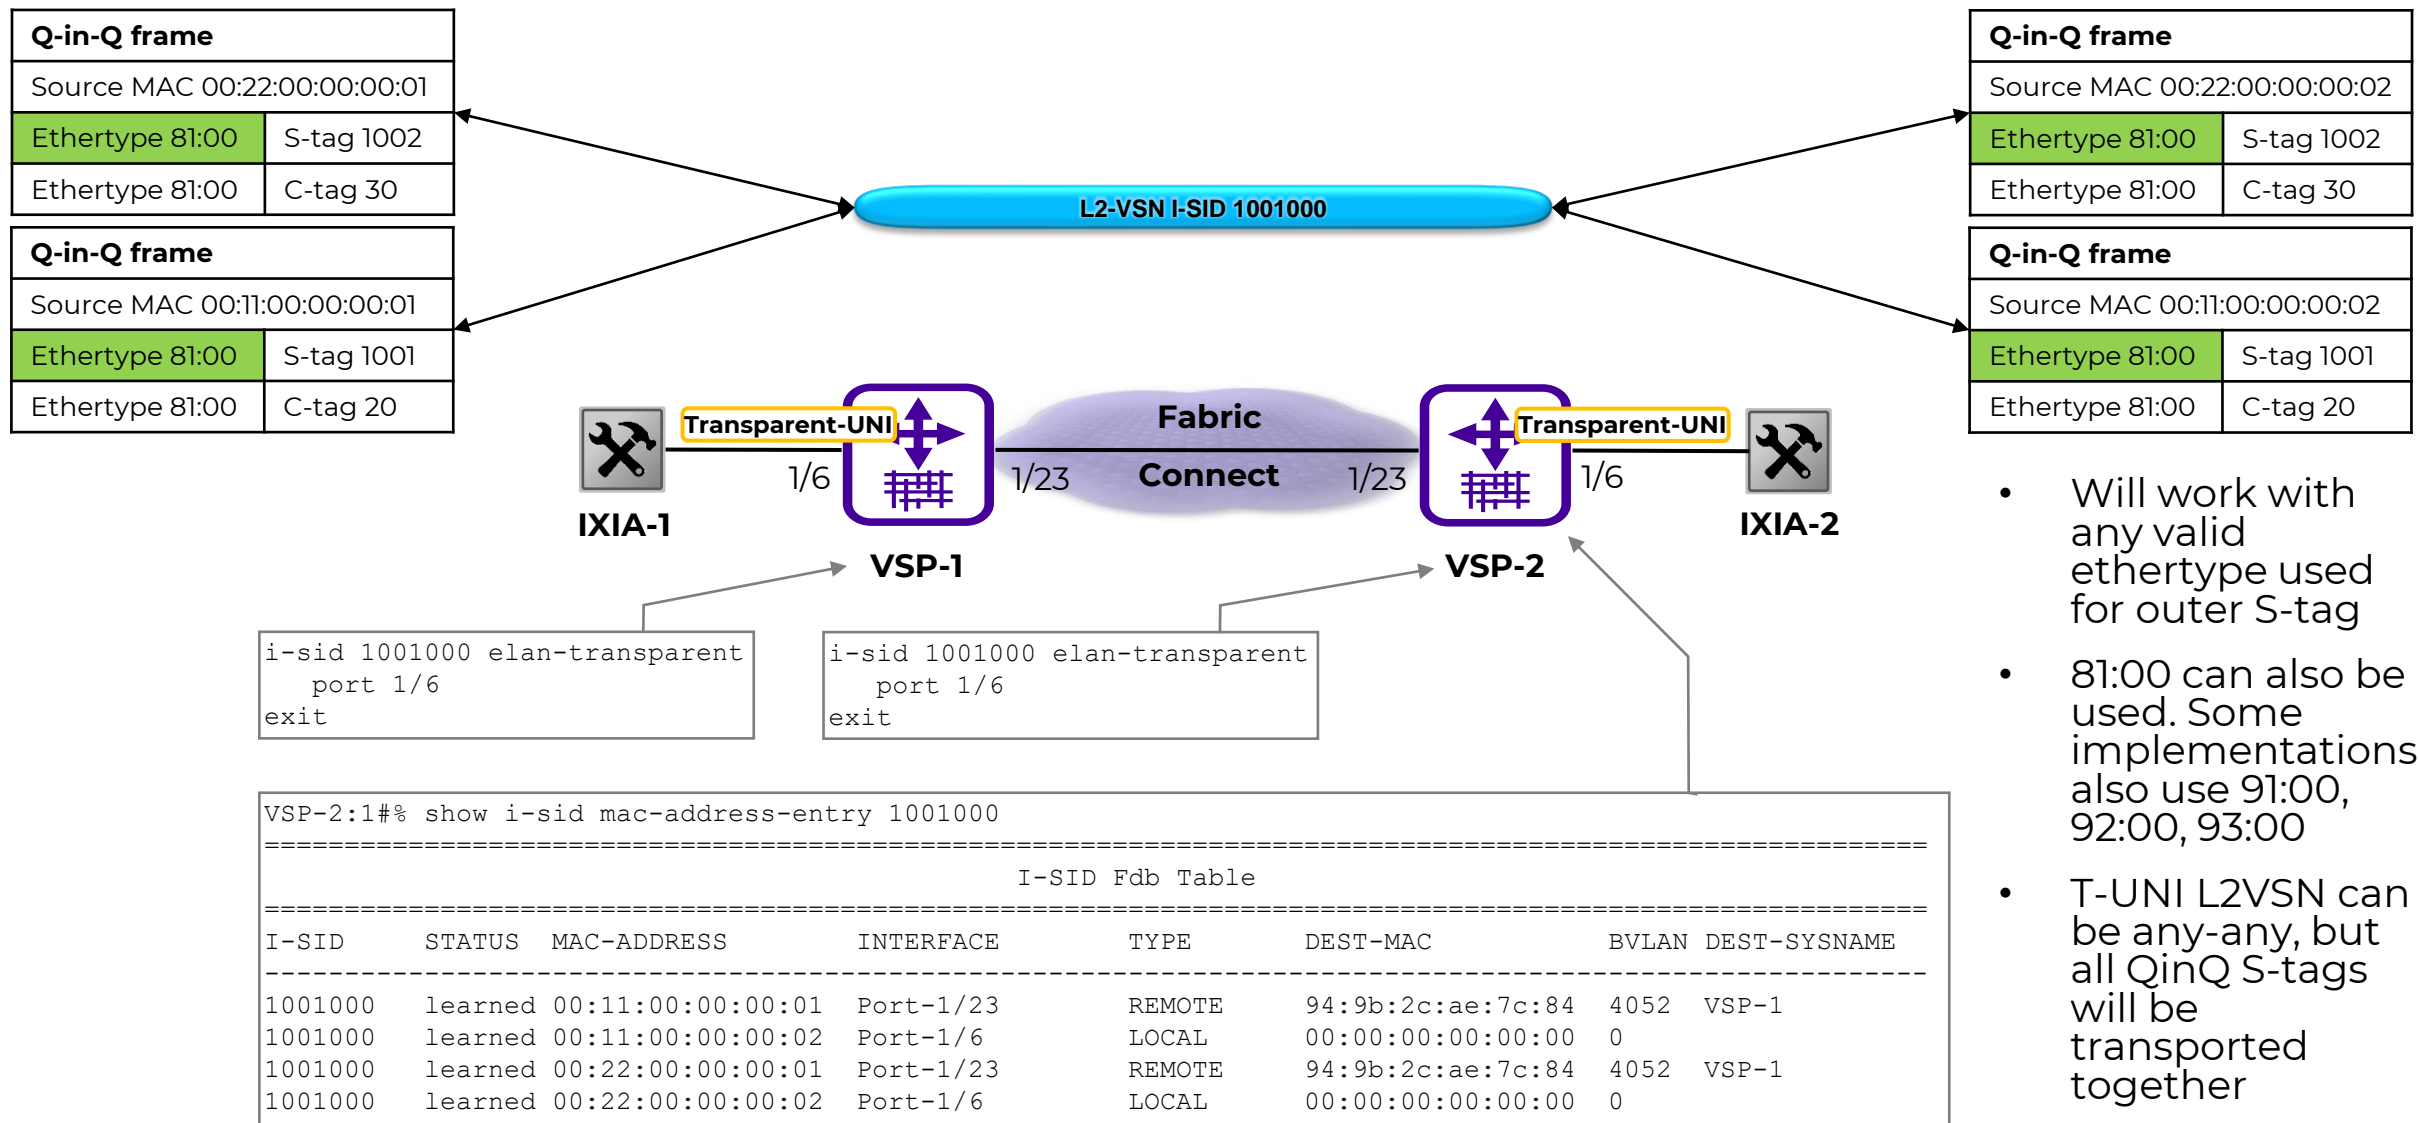 Q-in-Q frame
Source MAC 00:22:00:00:00:01
Ethertype 81:00 S-tag 1002
Ethertype 81:00 C-tag 30
Q-in-Q frame
Source MAC 00:11:00:00:00:01
Ethertype 81:00 S-tag 1001
Ethertype 81:00 C-tag 20
L2-VSN I-SID 1001000
Q-in-Q frame
Source MAC 00:22:00:00:00:02
Ethertype 81:00 S-tag 1002
Ethertype 81:00 C-tag 30
Q-in-Q frame
Source MAC 00:11:00:00:00:02
Ethertype 81:00 S-tag 1001
Ethertype 81:00 C-tag 20
Transparent-UNI
Fabric
Connect
Transparent-UNI
1/6
1/23
1/23
1/6
IXIA-1
VSP-1
VSP-2
IXIA-2
i-sid 1001000 elan-transparent
port 1/6
exit
i-sid 1001000 elan-transparent
port 1/6
exit
VSP-2:1#% show i-sid mac-address-entry 1001000
==========================================================================================================
I-SID Fdb Table
==========================================================================================================
I-SID STATUS MAC-ADDRESS INTERFACE TYPE DEST-MAC BVLAN DEST-SYSNAME
----------------------------------------------------------------------------------------------------------
1001000 learned 00:11:00:00:00:01 Port-1/23 REMOTE 94:9b:2c:ae:7c:84 4052 VSP-1
1001000 learned 00:11:00:00:00:02 Port-1/6 LOCAL 00:00:00:00:00:00 0
1001000 learned 00:22:00:00:00:01 Port-1/23 REMOTE 94:9b:2c:ae:7c:84 4052 VSP-1
1001000 learned 00:22:00:00:00:02 Port-1/6 LOCAL 00:00:00:00:00:00 0
• Will work with
any valid
ethertype used
for outer S-tag
• 81:00 can also be
used. Some
implementations
also use 91:00,
92:00, 93:00
• T-UNI L2VSN can
be any-any, but
all QinQ S-tags
will be
transported
together